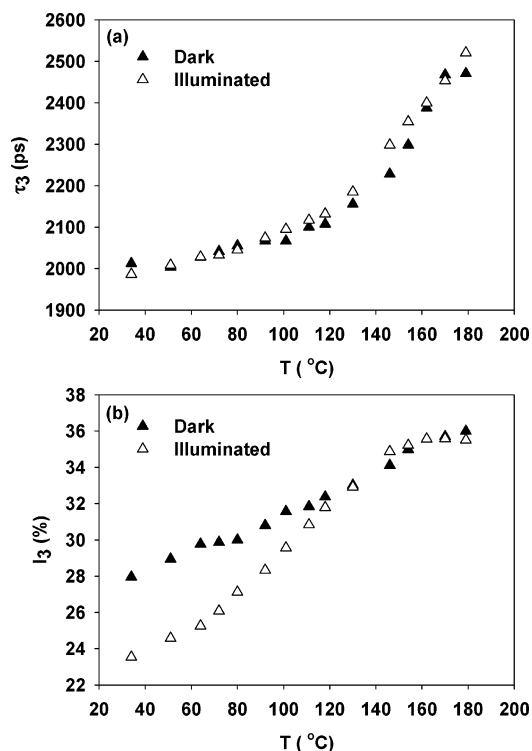 (a)
Dark
Illuminated
2600
2500
2400
2300
2200
2100
2000
1900
τ3 (ps)
20 40 60 80 100 120 140 160 180 200
T ( °C)
(b)
Dark
Illuminated
38
36
34
32
30
28
26
24
22
I3 (%)
20 40 60 80 100 120 140 160 180 200
T ( °C)